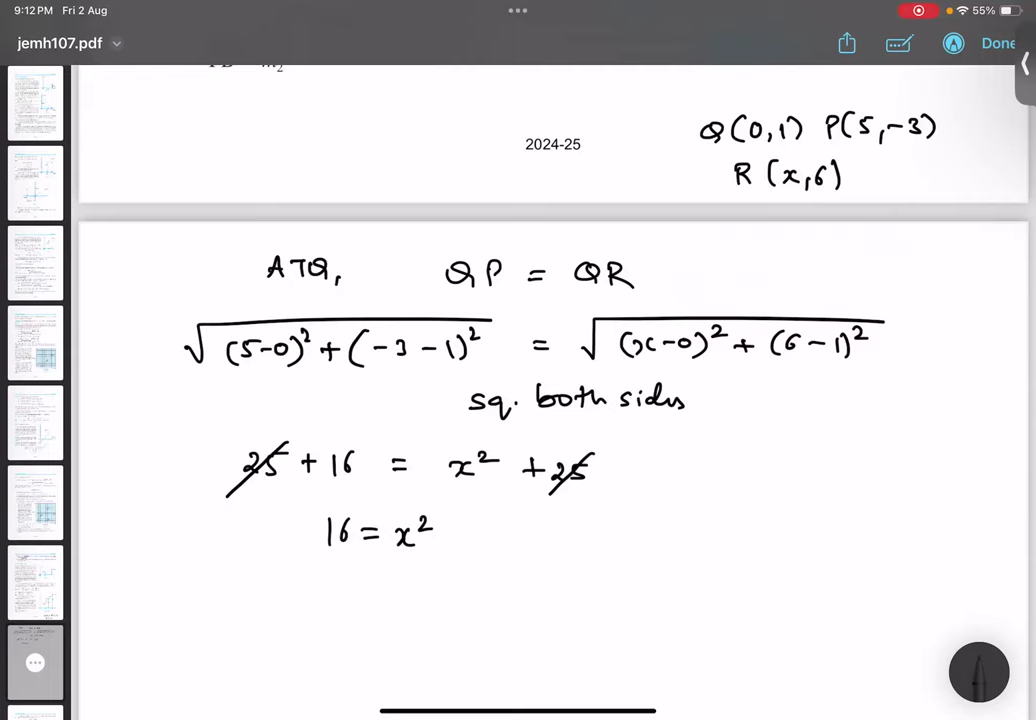 9:12 PM Fri 2 Aug
55%
jemh107.pdf
Done
2024-25
Q(0,1) P(5,-3)
R (x,6)
ATQ, QP = QR
√(5-0)² + (-3-1)² = √(x-0)² + (6-1)²
sq. both sides
25 + 16 = x² + 25
16 = x²